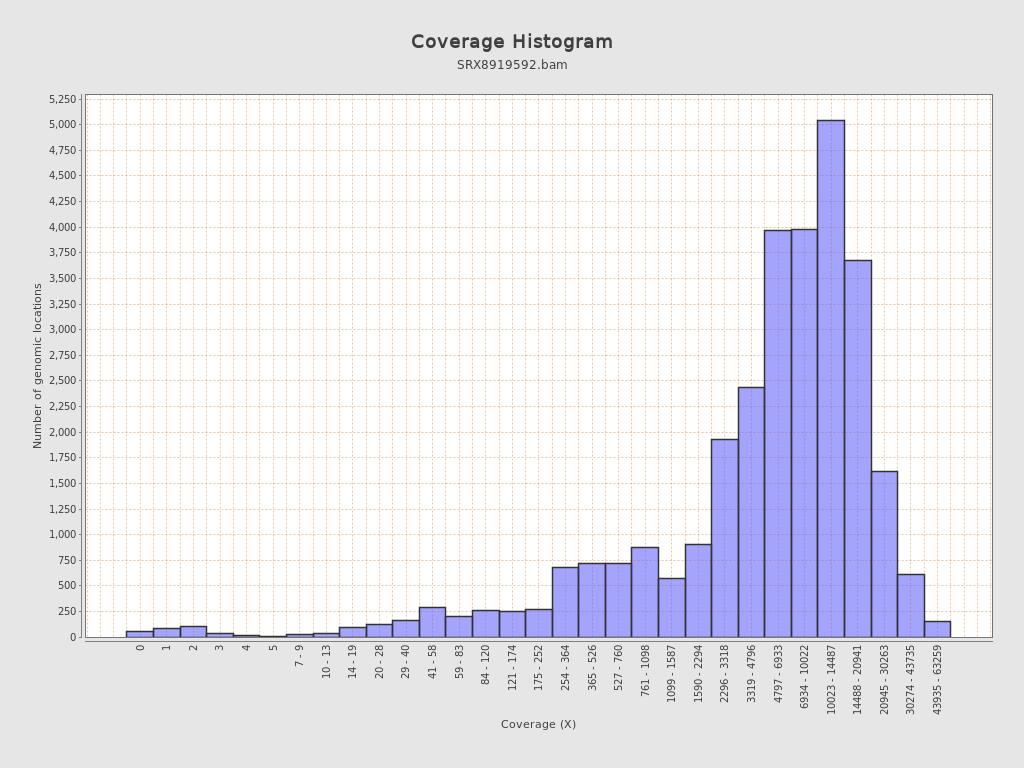 Coverage Histogram
SRX8919592.bam
5,250
5,000
4,750
4,500
4,250
4,000
3,750
3,500
3,250
3,000
2,750
2,500
2,250
2,000
1,750
1,500
1,250
1,000
750
500
250
0
Number of genomic locations
0
1
2
3
4
5
7 - 9
10 - 13
14 - 19
20 - 28
29 - 40
41 - 58
59 - 83
84 - 120
121 - 174
175 - 252
254 - 364
365 - 526
527 - 760
761 - 1098
1099 - 1587
1590 - 2294
2296 - 3318
3319 - 4796
4797 - 6933
6934 - 10022
10023 - 14487
14488 - 20941
20945 - 30263
30274 - 43735
43935 - 63259
Coverage (X)